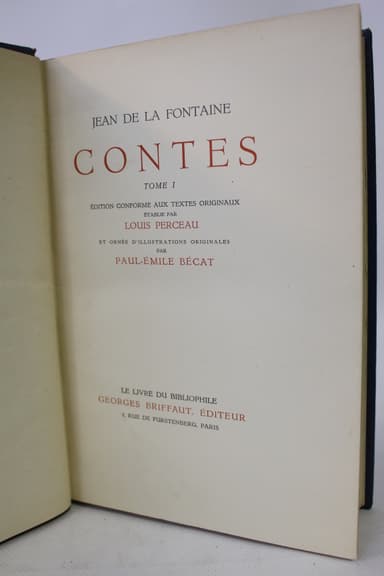 JEAN DE LA FONTAINE
CONTES
TOME I
ÉDITION CONFORME AUX TEXTES ORIGINAUX
ÉTABLIE PAR
LOUIS PERCEAU
ET ORNÉE D'ILLUSTRATIONS ORIGINALES
PAR
PAUL-ÉMILE BÉCAT
LE LIVRE DU BIBLIOPHILE
GEORGES BRIFFAUT, ÉDITEUR
4, RUE DE FURSTENBERG, PARIS